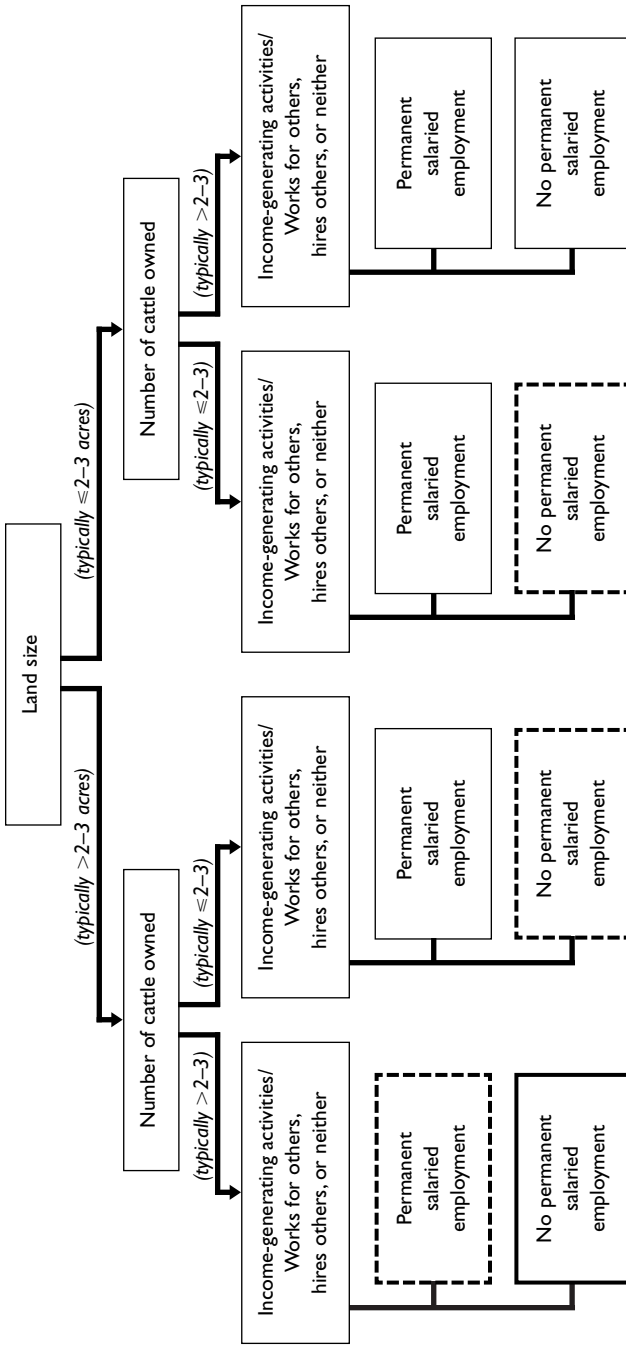 Land size
(typically >2–3 acres)
(typically ⩽2–3 acres)
Number of cattle owned
Number of cattle owned
(typically >2–3)
(typically ⩽2–3)
(typically ⩽2–3)
(typically >2–3)
Income-generating activities/
Works for others,
hires others, or neither
Income-generating activities/
Works for others,
hires others, or neither
Income-generating activities/
Works for others,
hires others, or neither
Income-generating activities/
Works for others,
hires others, or neither
Permanent
salaried
employment
Permanent
salaried
employment
Permanent
salaried
employment
Permanent
salaried
employment
No permanent
salaried
employment
No permanent
salaried
employment
No permanent
salaried
employment
No permanent
salaried
employment